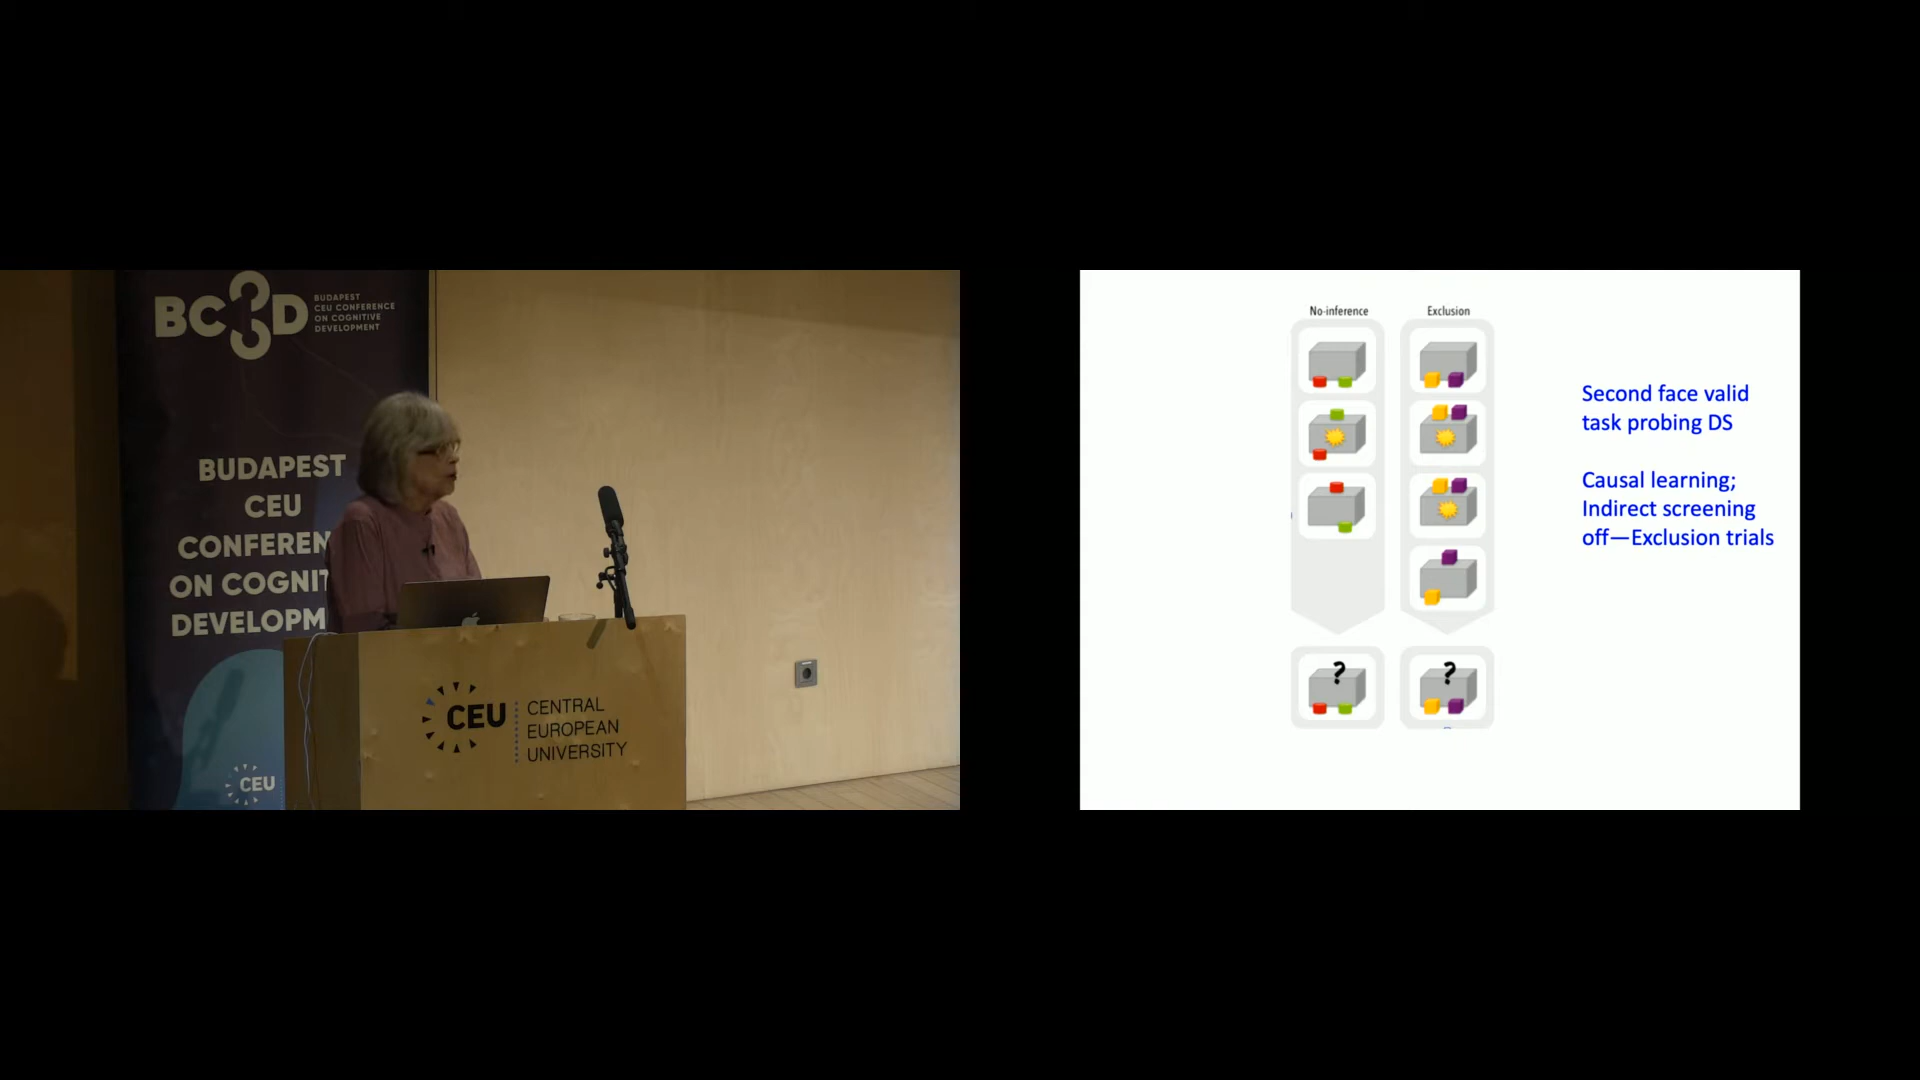 BC3D
BUDAPEST
CEU CONFERENCE
ON COGNITIVE
DEVELOPMENT
BUDAPEST
CEU
CONFEREN
ON COGNIT
DEVELOPM
CEU
CEU
CENTRAL
EUROPEAN
UNIVERSITY
No-inference
Exclusion
?
?
Second face valid
task probing DS
Causal learning;
Indirect screening
off—Exclusion trials